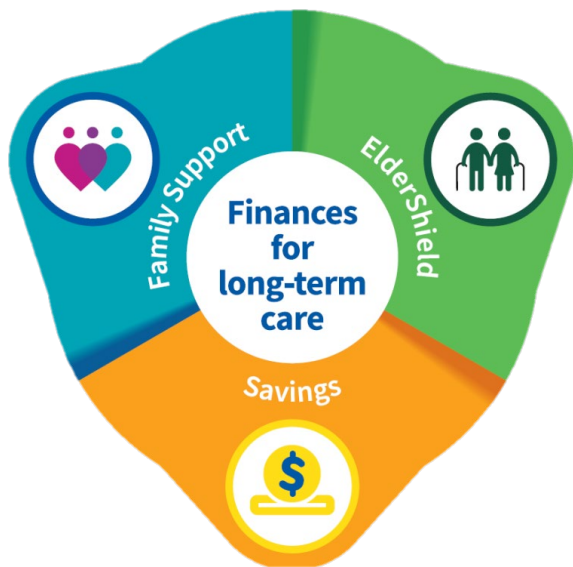 Family Support
ElderShield
Finances
for
long-term
care
Savings
$